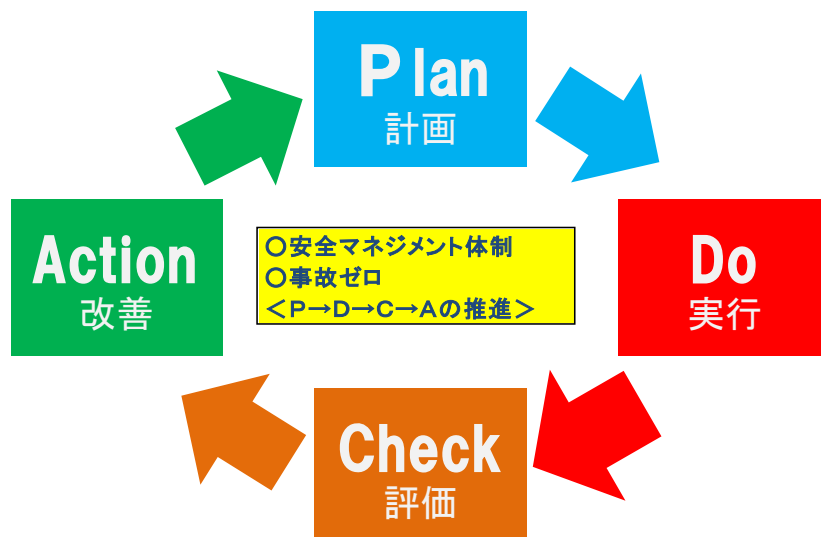 Plan
計画
Action
改善
○安全マネジメント体制
○事故ゼロ
＜P→D→C→Aの推進＞
Do
実行
Check
評価